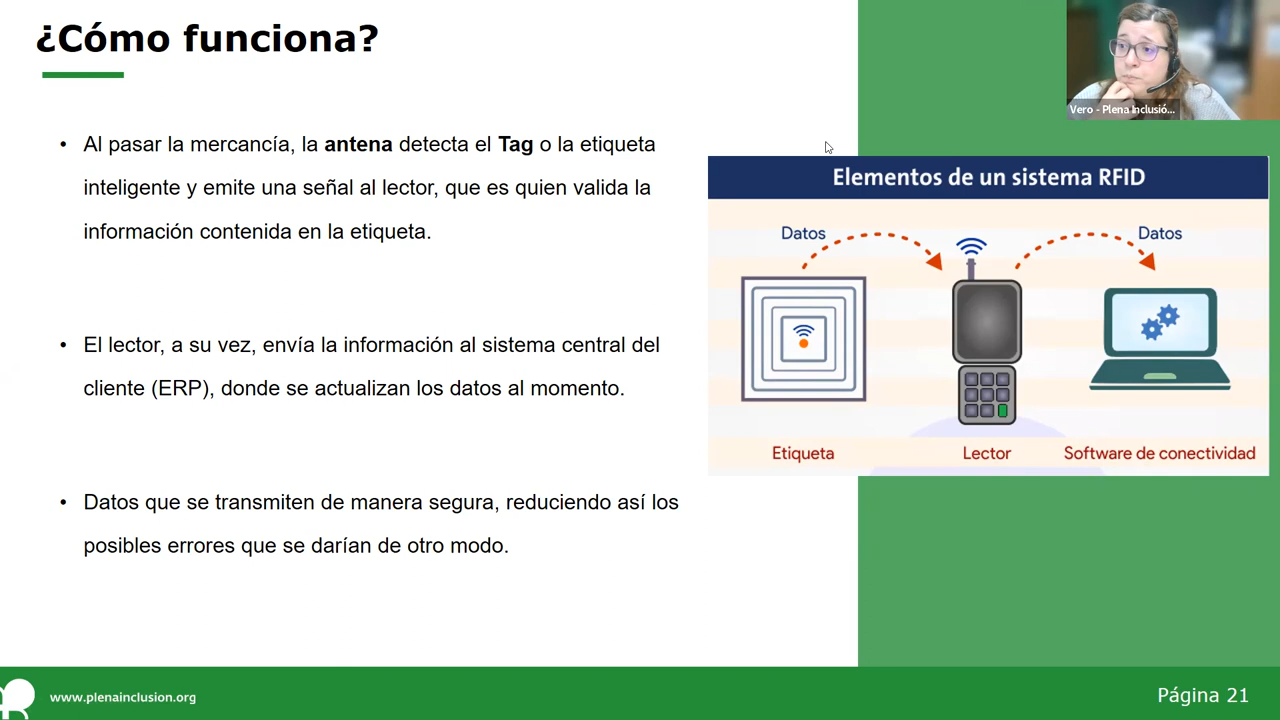 ¿Cómo funciona?
• Al pasar la mercancía, la antena detecta el Tag o la etiqueta
inteligente y emite una señal al lector, que es quien valida la
información contenida en la etiqueta.
• El lector, a su vez, envía la información al sistema central del
cliente (ERP), donde se actualizan los datos al momento.
• Datos que se transmiten de manera segura, reduciendo así los
posibles errores que se darían de otro modo.
Vero - Plena Inclusió...
Elementos de un sistema RFID
Datos
Datos
Etiqueta
Lector
Software de conectividad
www.plenainclusion.org
Página 21